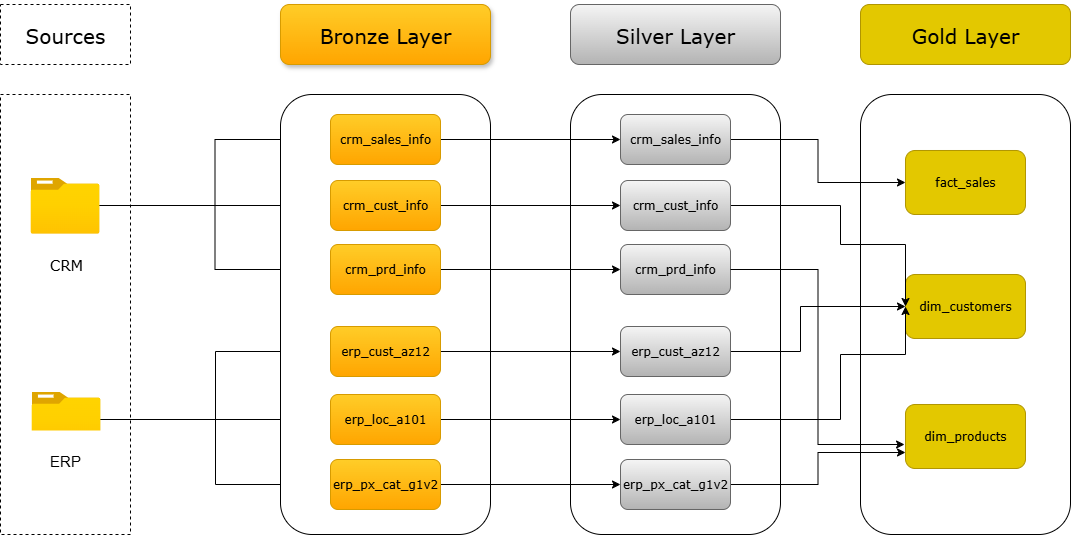 Sources
Bronze Layer
Silver Layer
Gold Layer
crm_sales_info
crm_sales_info
fact_sales
crm_cust_info
crm_cust_info
CRM
crm_prd_info
crm_prd_info
dim_customers
erp_cust_az12
erp_cust_az12
erp_loc_a101
erp_loc_a101
dim_products
ERP
erp_px_cat_g1v2
erp_px_cat_g1v2